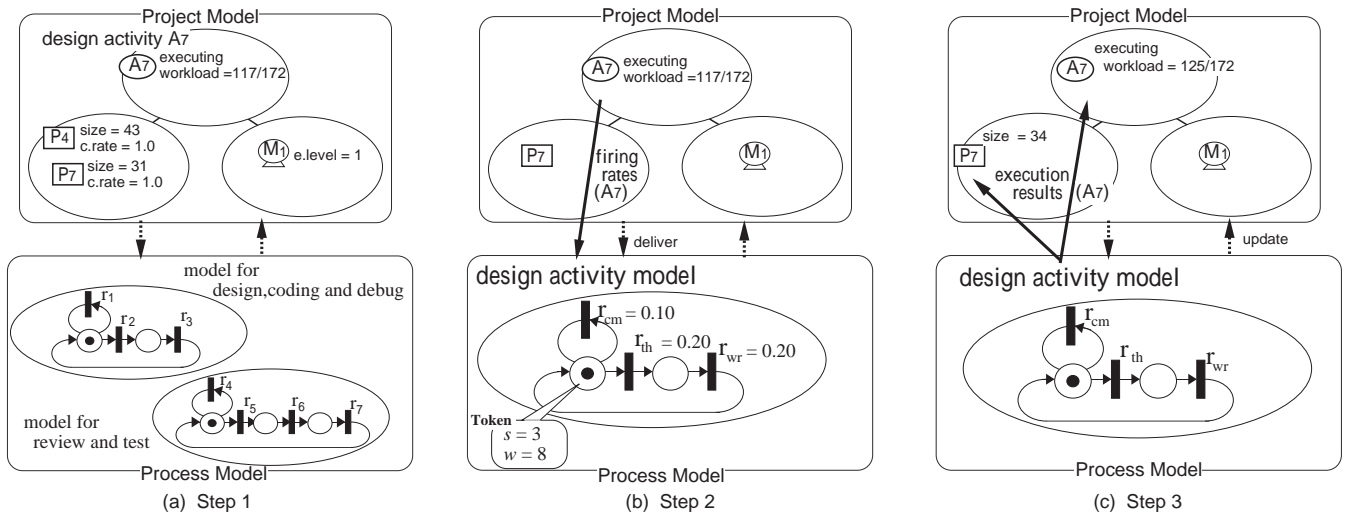 Project Model
design activity A7
A7
executing
workload =117/172
P4
size = 43
c.rate = 1.0
P7
size = 31
c.rate = 1.0
M1
e.level = 1
model for
design,coding and debug
r1
r2
r3
r4
r5
r6
r7
model for
review and test
Process Model
(a) Step 1
Project Model
A7
executing
workload =117/172
P7
firing
rates
(A7)
M1
deliver
design activity model
rcm = 0.10
rth = 0.20
rwr = 0.20
Token
s = 3
w = 8
Process Model
(b) Step 2
Project Model
A7
executing
workload = 125/172
size = 34
P7
execution
results
(A7)
M1
update
design activity model
rcm
rth
rwr
Process Model
(c) Step 3